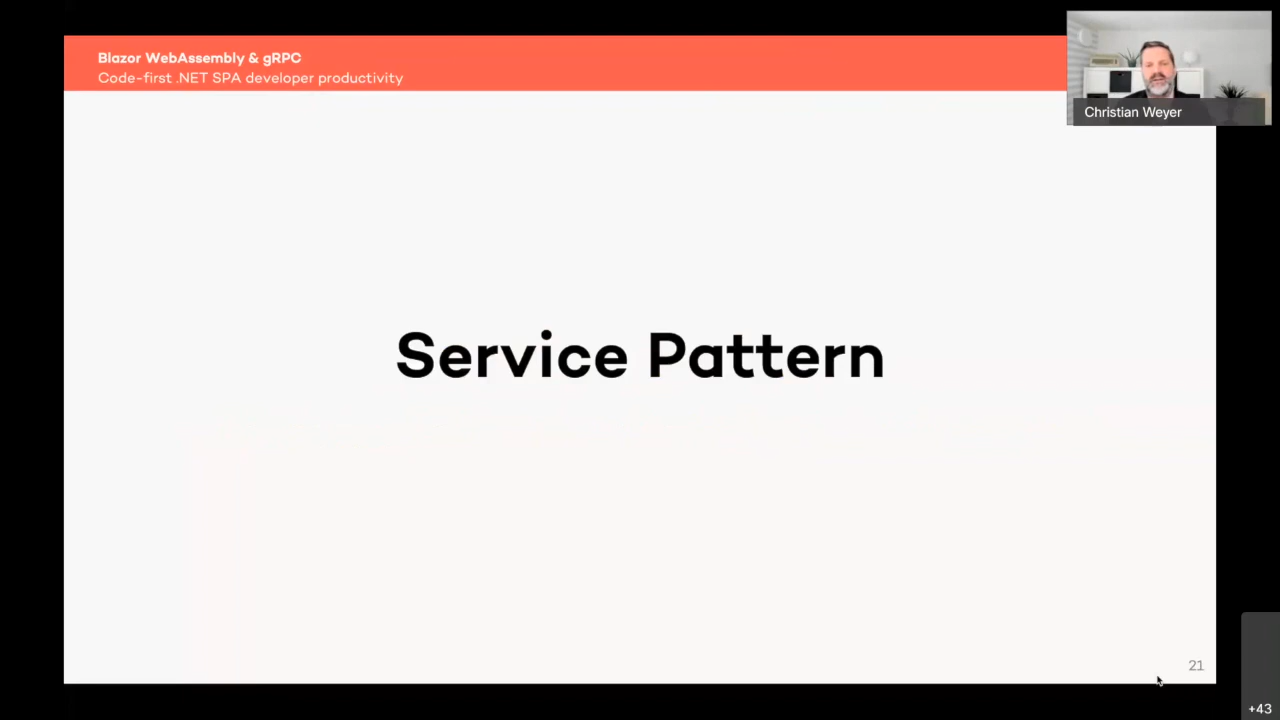 Blazor WebAssembly & gRPC
Code-first .NET SPA developer productivity
Christian Weyer
Service Pattern
21
+43